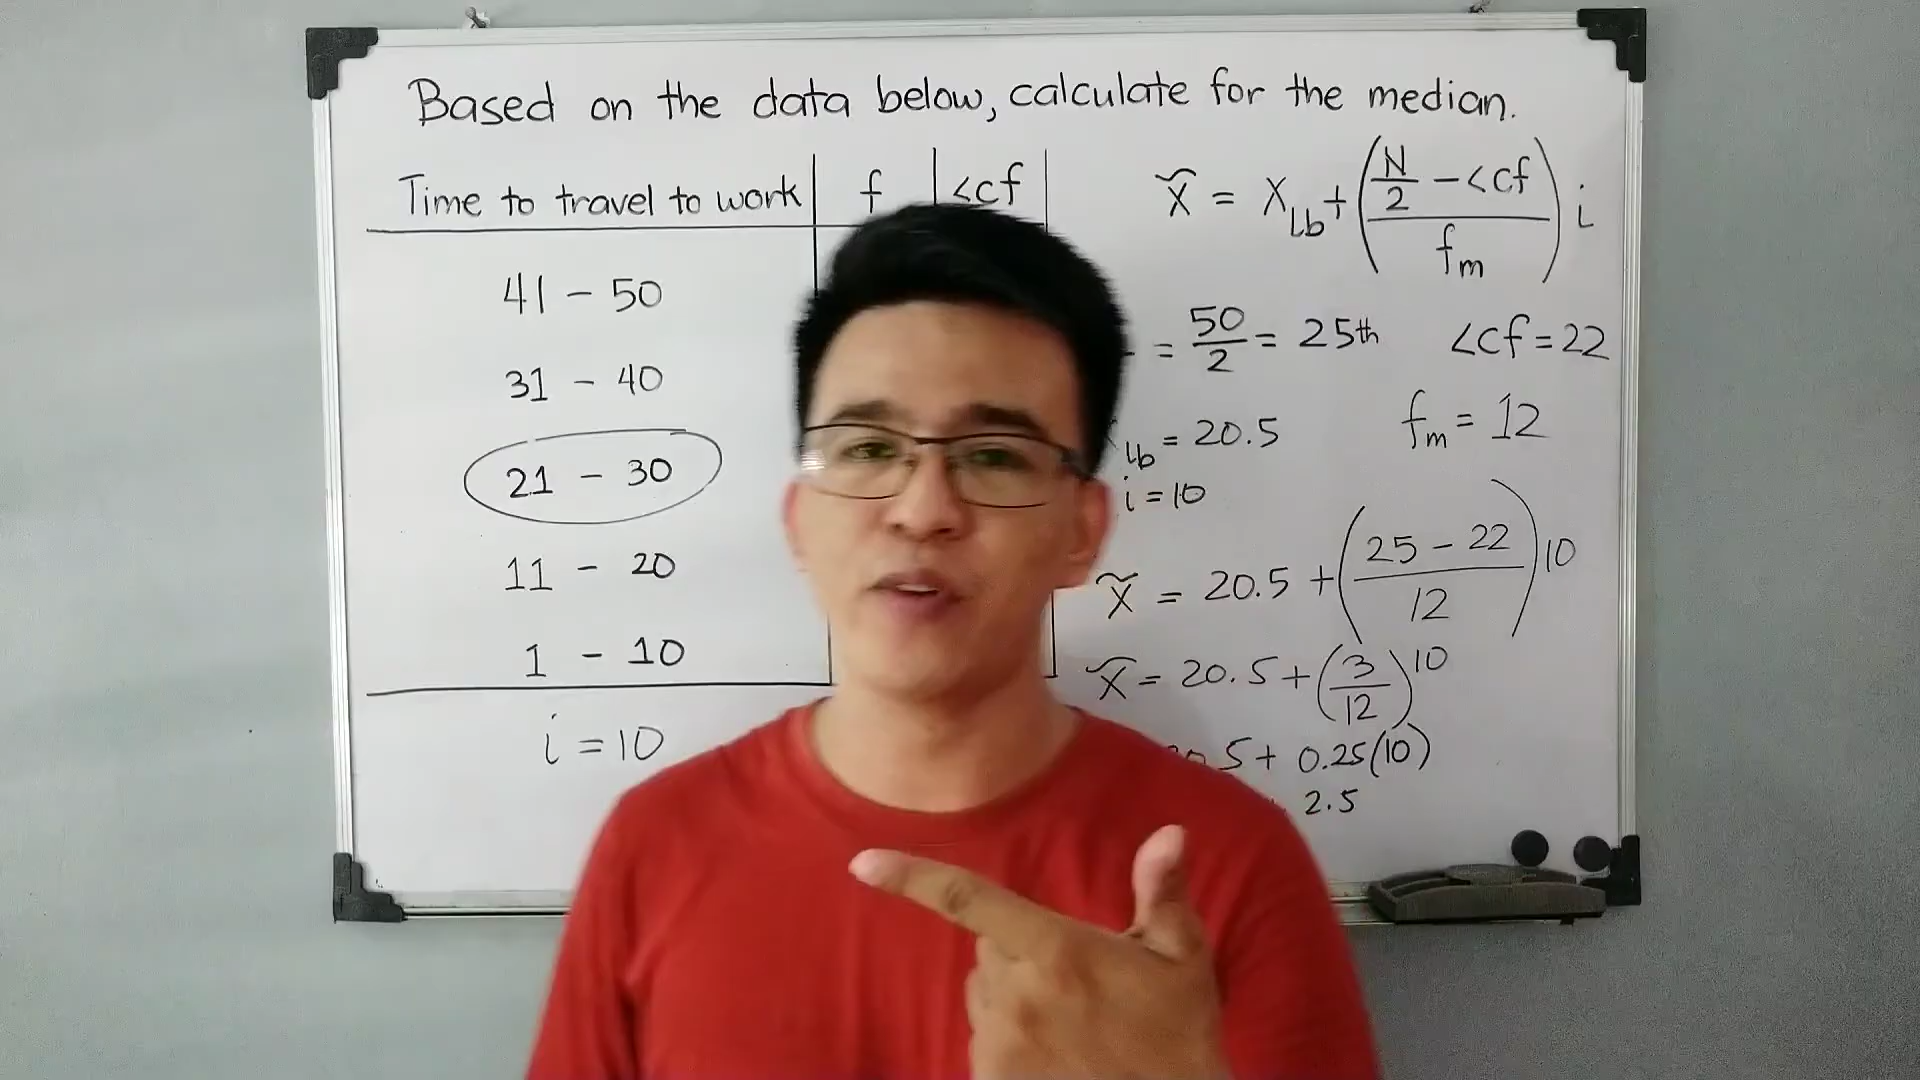 Based on the data below, calculate for the median.
Time to travel to work f <cf
41 - 50
31 - 40
21 - 30
11 - 20
1 - 10
i = 10
x̃ = X_lb + (N/2 - <cf / f_m) i
= 50/2 = 25th <cf = 22
lb = 20.5 f_m = 12
i = 10
x̃ = 20.5 + (25 - 22 / 12) 10
x̃ = 20.5 + (3/12) 10
5 + 0.25(10)
2.5